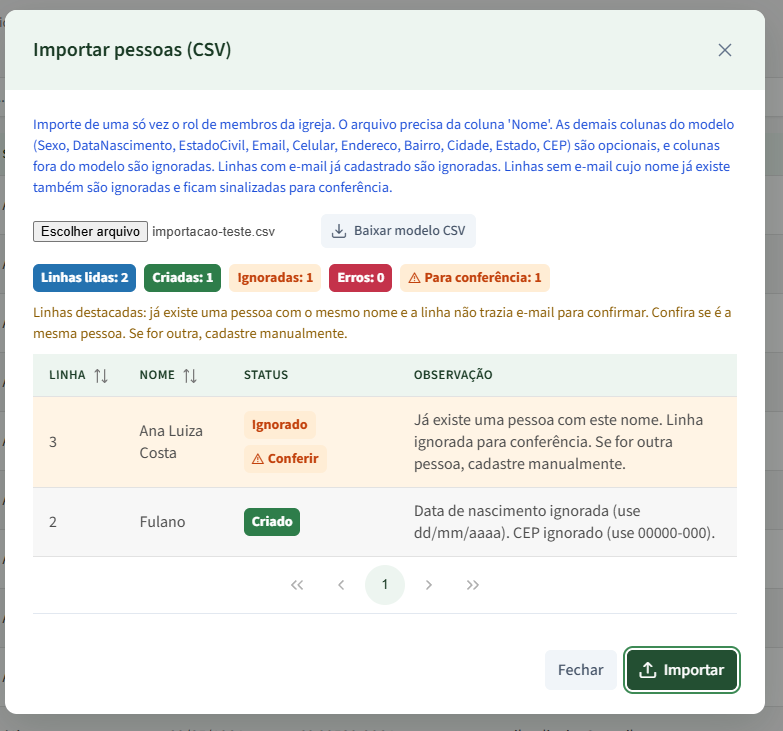 Importar pessoas (CSV)
Importe de uma só vez o rol de membros da igreja. O arquivo precisa da coluna 'Nome'. As demais colunas do modelo
(Sexo, DataNascimento, EstadoCivil, Email, Celular, Endereco, Bairro, Cidade, Estado, CEP) são opcionais, e colunas
fora do modelo são ignoradas. Linhas com e-mail já cadastrado são ignoradas. Linhas sem e-mail cujo nome já existe
também são ignoradas e ficam sinalizadas para conferência.
Escolher arquivo importacao-teste.csv Baixar modelo CSV
Linhas lidas: 2 Criadas: 1 Ignoradas: 1 Erros: 0 Para conferência: 1
Linhas destacadas: já existe uma pessoa com o mesmo nome e a linha não trazia e-mail para confirmar. Confira se é a
mesma pessoa. Se for outra, cadastre manualmente.
LINHA NOME STATUS OBSERVAÇÃO
3
Ana Luiza
Costa
Ignorado
Conferir
Já existe uma pessoa com este nome. Linha
ignorada para conferência. Se for outra
pessoa, cadastre manualmente.
2
Fulano
Criado
Data de nascimento ignorada (use
dd/mm/aaaa). CEP ignorado (use 00000-000).
1
Fechar Importar